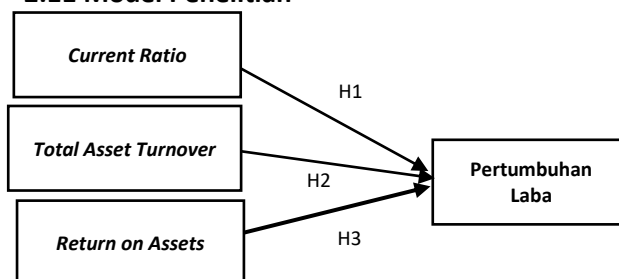 2.11 Model Penelitian
Current Ratio
H1
Total Asset Turnover
H2
Pertumbuhan
Laba
Return on Assets
H3